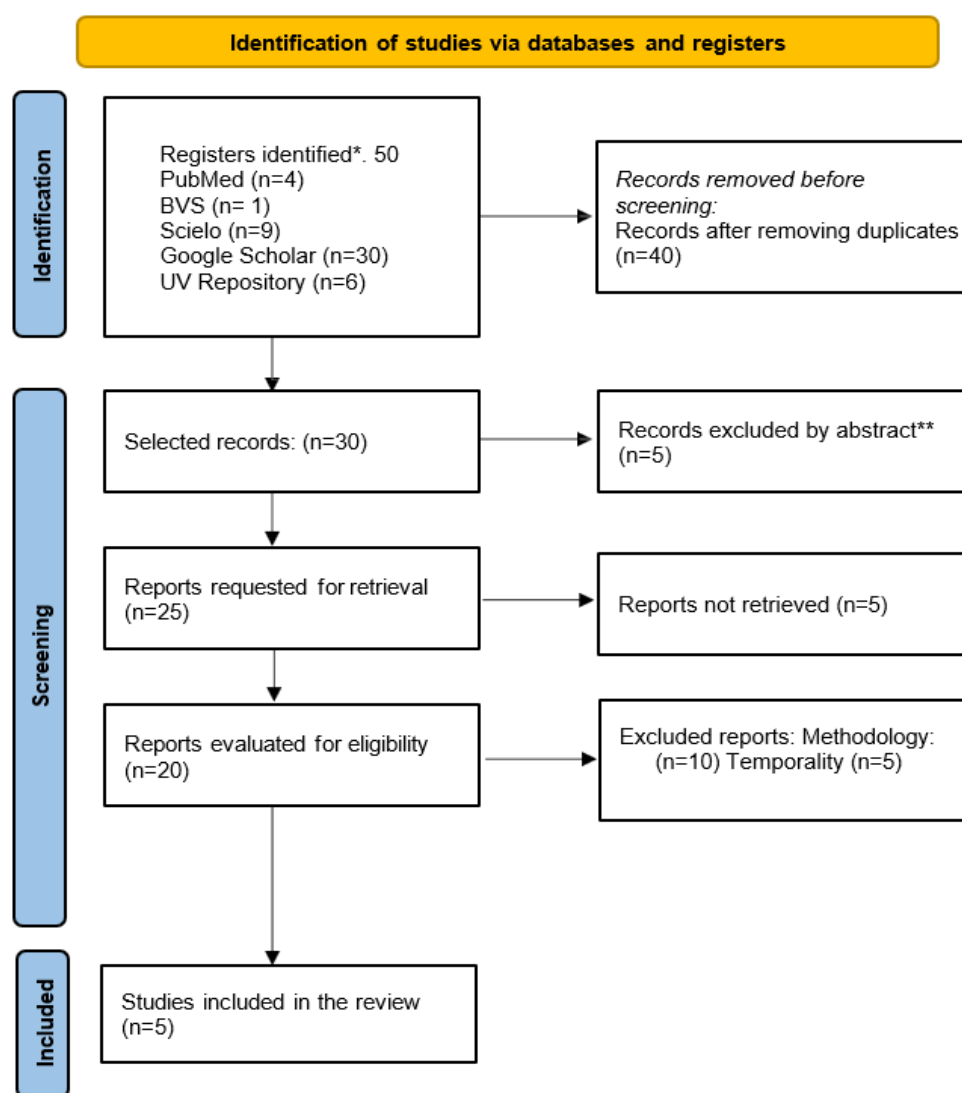 Identification of studies via databases and registers
Identification
Registers identified*. 50
PubMed (n=4)
BVS (n= 1)
Scielo (n=9)
Google Scholar (n=30)
UV Repository (n=6)
Records removed before
screening:
Records after removing duplicates
(n=40)
Screening
Selected records: (n=30)
Records excluded by abstract**
(n=5)
Reports requested for retrieval
(n=25)
Reports not retrieved (n=5)
Reports evaluated for eligibility
(n=20)
Excluded reports: Methodology:
(n=10) Temporality (n=5)
Included
Studies included in the review
(n=5)